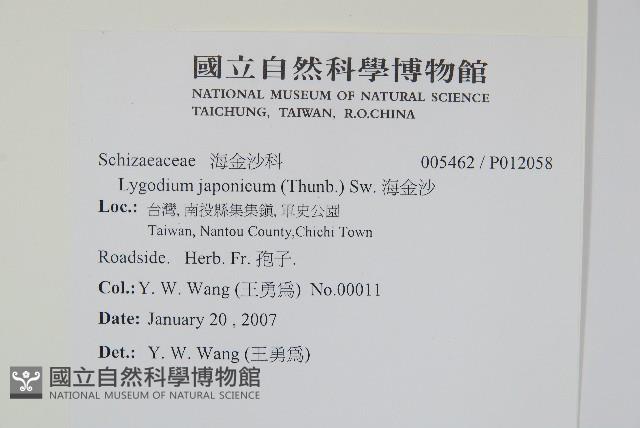 國立自然科學博物館
NATIONAL MUSEUM OF NATURAL SCIENCE
TAICHUNG, TAIWAN, R.O.CHINA
Schizaeaceae 海金沙科 005462 / P012058
Lygodium japonicum (Thunb.) Sw. 海金沙
Loc.: 台灣, 南投縣集集鎮, 軍史公園
Taiwan, Nantou County,Chichi Town
Roadside. Herb. Fr. 孢子.
Col.: Y. W. Wang (王勇為) No.00011
Date: January 20 , 2007
Det.: Y. W. Wang (王勇為)
國立自然科學博物館
NATIONAL MUSEUM OF NATURAL SCIENCE